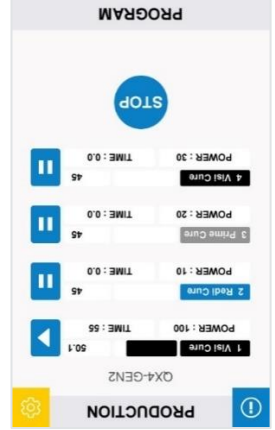 PRODUCTION
QX4-GEN2
1 Visi Cure 50.1
POWER : 100 TIME : 55
2 Redi Cure 45
POWER : 10 TIME : 0.0
3 Prime Cure 45
POWER : 20 TIME : 0.0
4 Visi Cure 45
POWER : 30 TIME : 0.0
STOP
PROGRAM